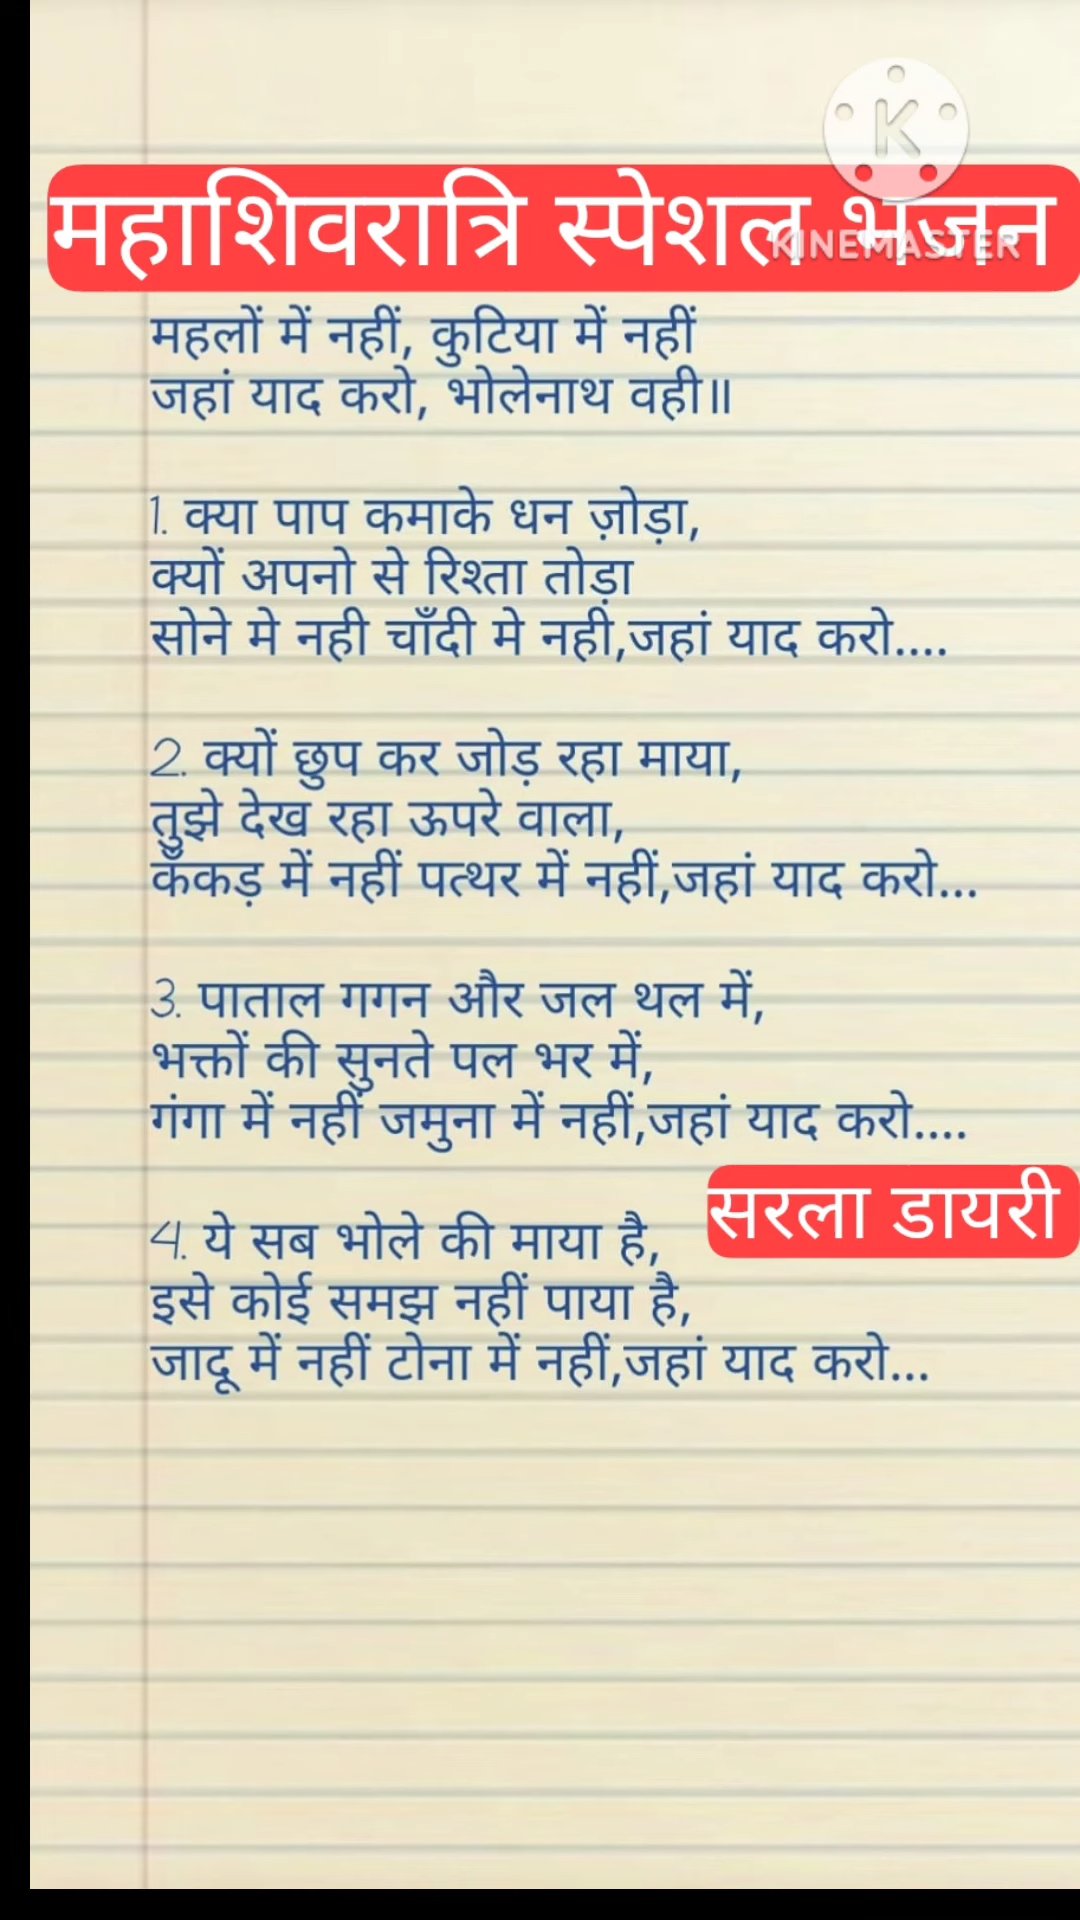 K
KINEMASTER
महाशिवरात्रि स्पेशल भजन
महलों में नहीं, कुटिया में नहीं
जहां याद करो, भोलेनाथ वही॥
1. क्या पाप कमाके धन ज़ोड़ा,
क्यों अपनो से रिश्ता तोड़ा
सोने मे नही चाँदी मे नही,जहां याद करो....
2. क्यों छुप कर जोड़ रहा माया,
तुझे देख रहा ऊपरे वाला,
कँकड़ में नहीं पत्थर में नहीं,जहां याद करो...
3. पाताल गगन और जल थल में,
भक्तों की सुनते पल भर में,
गंगा में नहीं जमुना में नहीं,जहां याद करो....
सरला डायरी
4. ये सब भोले की माया है,
इसे कोई समझ नहीं पाया है,
जादू में नहीं टोना में नहीं,जहां याद करो...